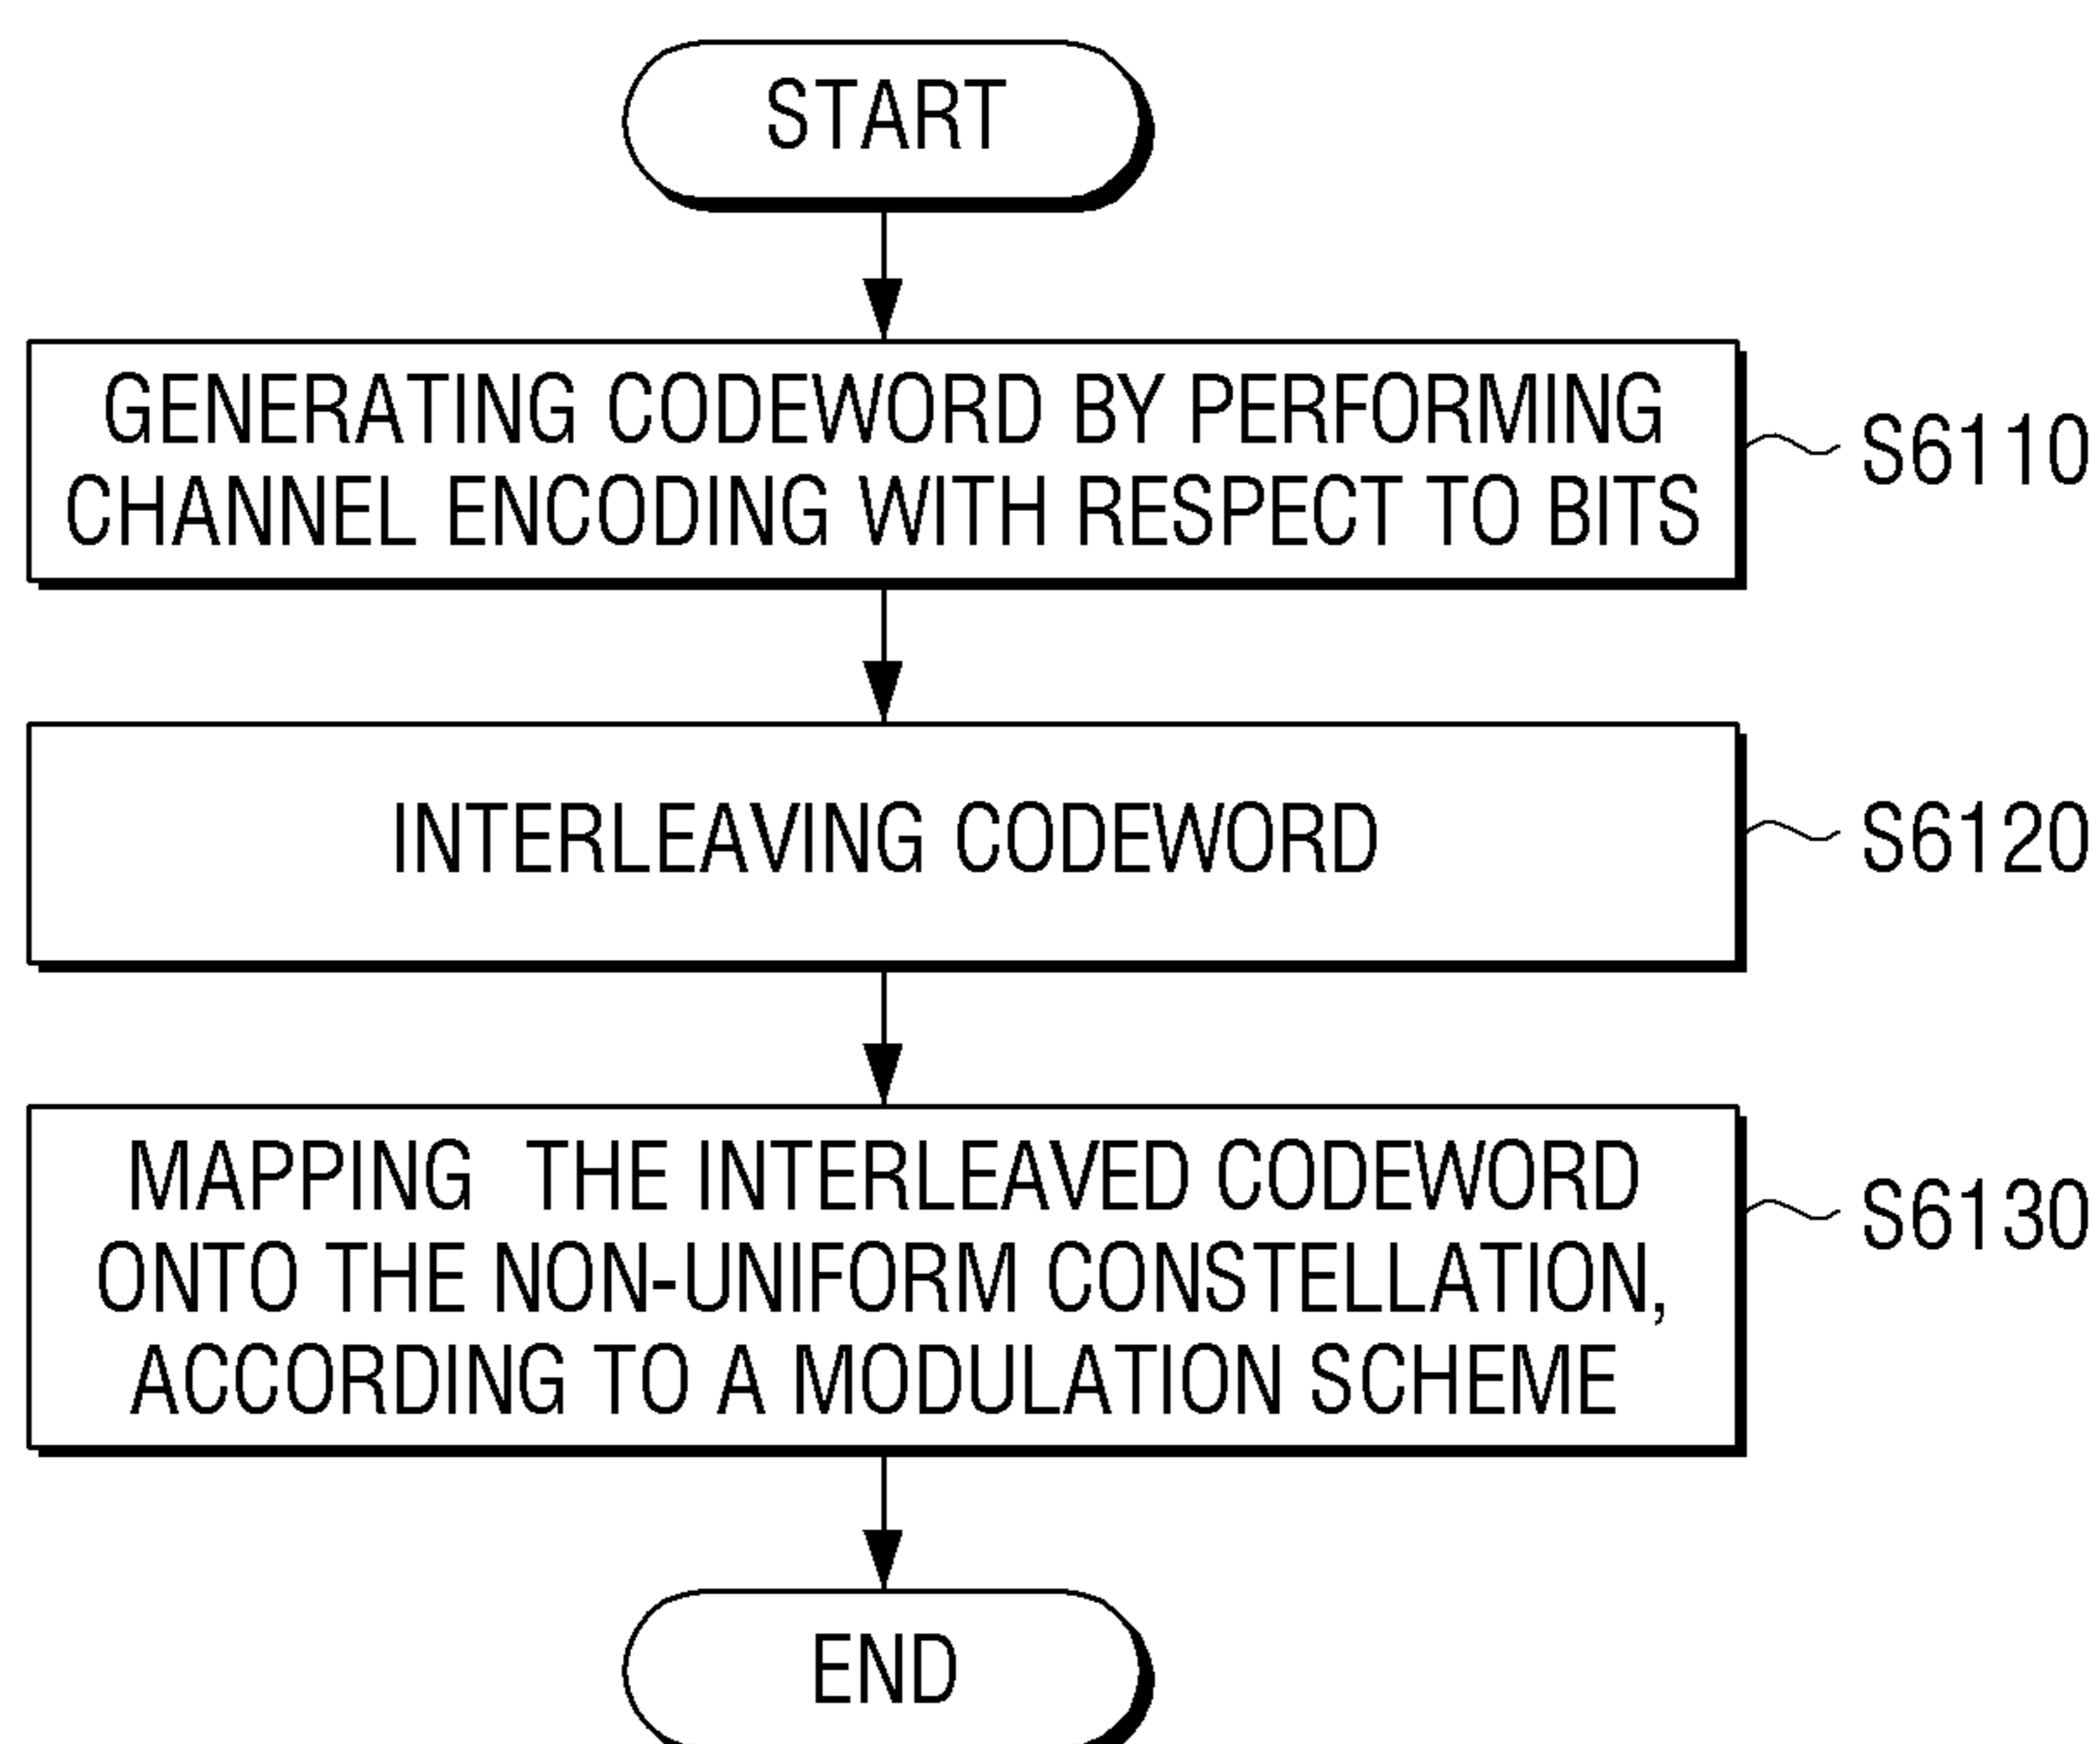 START
GENERATING CODEWORD BY PERFORMING
CHANNEL ENCODING WITH RESPECT TO BITS
S6110
INTERLEAVING CODEWORD
S6120
MAPPING THE INTERLEAVED CODEWORD
ONTO THE NON-UNIFORM CONSTELLATION,
ACCORDING TO A MODULATION SCHEME
S6130
END